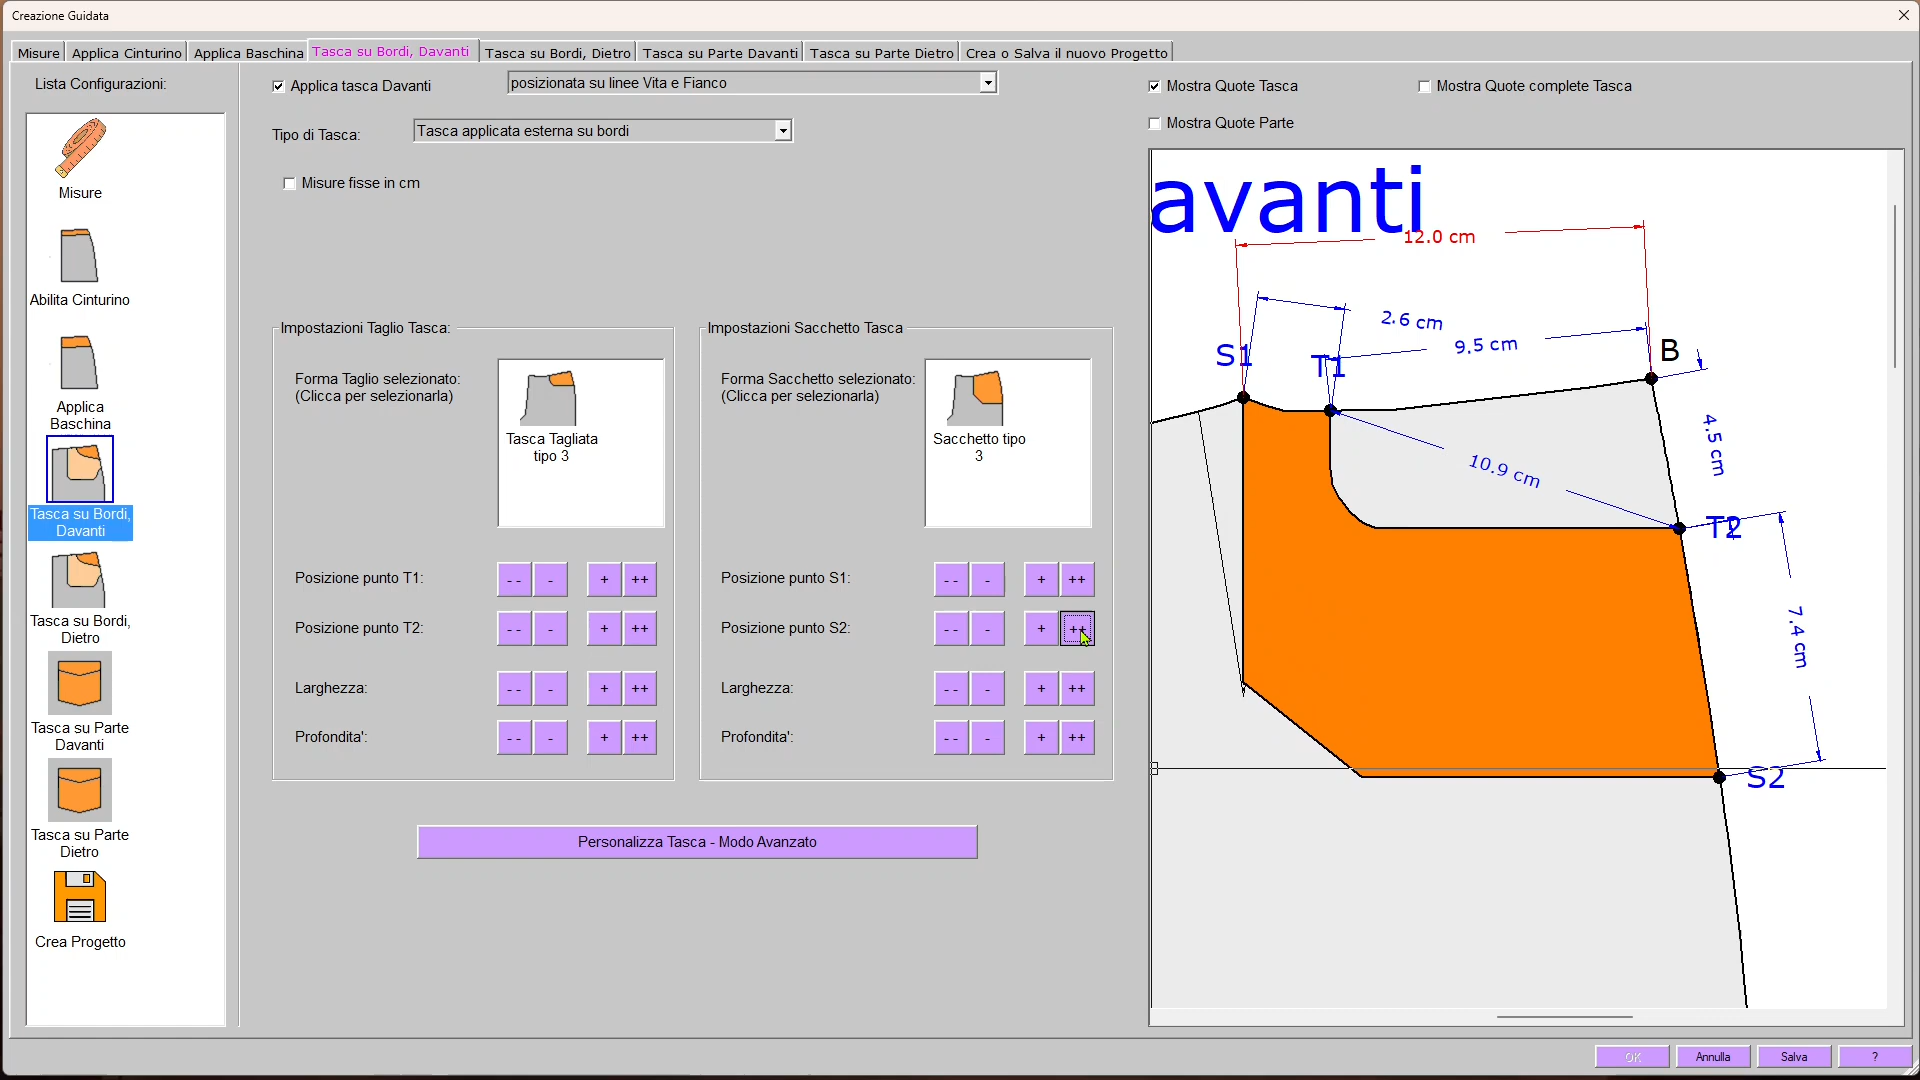 Creazione Guidata
Misure
Applica Cinturino
Applica Baschina
Tasca su Bordi, Davanti
Tasca su Bordi, Dietro
Tasca su Parte Davanti
Tasca su Parte Dietro
Crea o Salva il nuovo Progetto
Lista Configurazioni:
Misure
Abilita Cinturino
Applica
Baschina
Tasca su Bordi,
Davanti
Tasca su Bordi,
Dietro
Tasca su Parte
Davanti
Tasca su Parte
Dietro
Crea Progetto
Applica tasca Davanti
posizionata su linee Vita e Fianco
Tipo di Tasca:
Tasca applicata esterna su bordi
Misure fisse in cm
Impostazioni Taglio Tasca:
Forma Taglio selezionato:
(Clicca per selezionarla)
Tasca Tagliata
tipo 3
Posizione punto T1:
-- - + ++
Posizione punto T2:
-- - + ++
Larghezza:
-- - + ++
Profondita':
-- - + ++
Impostazioni Sacchetto Tasca
Forma Sacchetto selezionato:
(Clicca per selezionarla)
Sacchetto tipo
3
Posizione punto S1:
-- - + ++
Posizione punto S2:
-- - + ++
Larghezza:
-- - + ++
Profondita':
-- - + ++
Personalizza Tasca - Modo Avanzato
Mostra Quote Tasca
Mostra Quote complete Tasca
Mostra Quote Parte
avanti
12.0 cm
2.6 cm
9.5 cm
S1
T1
B
4.5 cm
10.9 cm
T2
7.4 cm
S2
OK
Annulla
Salva
?